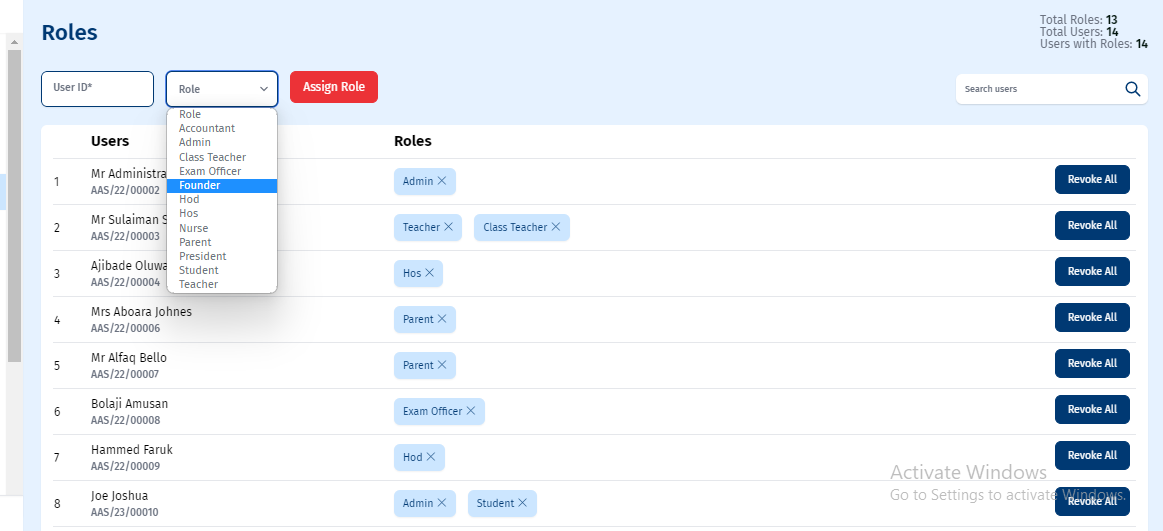 Roles
Total Roles: 13
Total Users: 14
Users with Roles: 14
User ID*
Role
Assign Role
Search users
Role
Accountant
Admin
Class Teacher
Exam Officer
Founder
Hod
Hos
Nurse
Parent
President
Student
Teacher
Users Roles
1 Mr Administra Admin Revoke All
AAS/22/00002
2 Mr Sulaiman S Teacher Class Teacher Revoke All
AAS/22/00003
3 Ajibade Oluwa Hos Revoke All
AAS/22/00004
4 Mrs Aboara Johnes Parent Revoke All
AAS/22/00006
5 Mr Alfaq Bello Parent Revoke All
AAS/22/00007
6 Bolaji Amusan Exam Officer Revoke All
AAS/22/00008
7 Hammed Faruk Hod Revoke All
AAS/22/00009
8 Joe Joshua Admin Student Revoke All
AAS/23/00010
Activate Windows
Go to Settings to activate Windows.